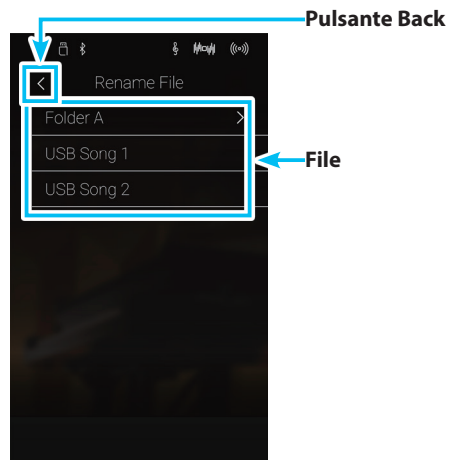 Pulsante Back
Rename File
Folder A
USB Song 1
File
USB Song 2